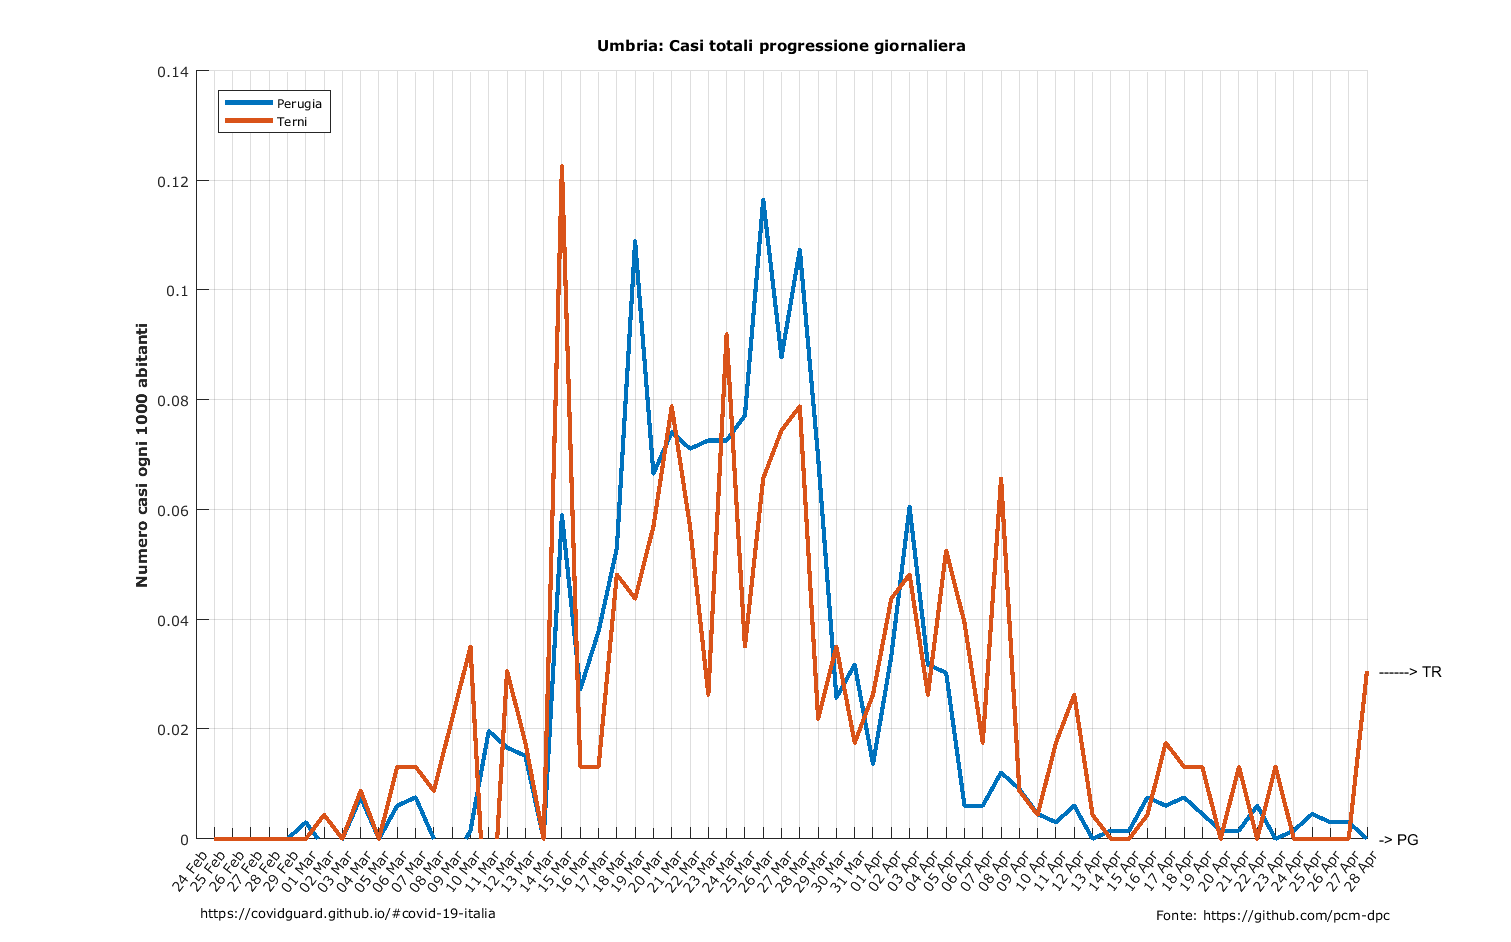 Umbria: Casi totali progressione giornaliera
0.14
0.12
0.1
0.08
0.06
0.04
0.02
0
Numero casi ogni 1000 abitanti
Perugia
Terni
------> TR
-> PG
24 Feb
25 Feb
26 Feb
27 Feb
28 Feb
29 Feb
01 Mar
02 Mar
03 Mar
04 Mar
05 Mar
06 Mar
07 Mar
08 Mar
09 Mar
10 Mar
11 Mar
12 Mar
13 Mar
14 Mar
15 Mar
16 Mar
17 Mar
18 Mar
19 Mar
20 Mar
21 Mar
22 Mar
23 Mar
24 Mar
25 Mar
26 Mar
27 Mar
28 Mar
29 Mar
30 Mar
31 Mar
01 Apr
02 Apr
03 Apr
04 Apr
05 Apr
06 Apr
07 Apr
08 Apr
09 Apr
10 Apr
11 Apr
12 Apr
13 Apr
14 Apr
15 Apr
16 Apr
17 Apr
18 Apr
19 Apr
20 Apr
21 Apr
22 Apr
23 Apr
24 Apr
25 Apr
26 Apr
27 Apr
28 Apr
https://covidguard.github.io/#covid-19-italia
Fonte: https://github.com/pcm-dpc